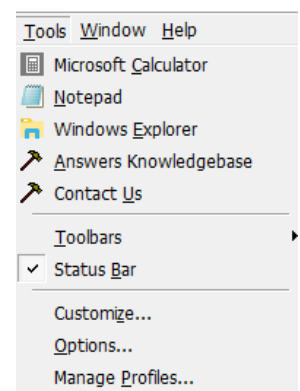 Tools Window Help
Microsoft Calculator
Notepad
Windows Explorer
Answers Knowledgebase
Contact Us
Toolbars
Status Bar
Customize...
Options...
Manage Profiles...